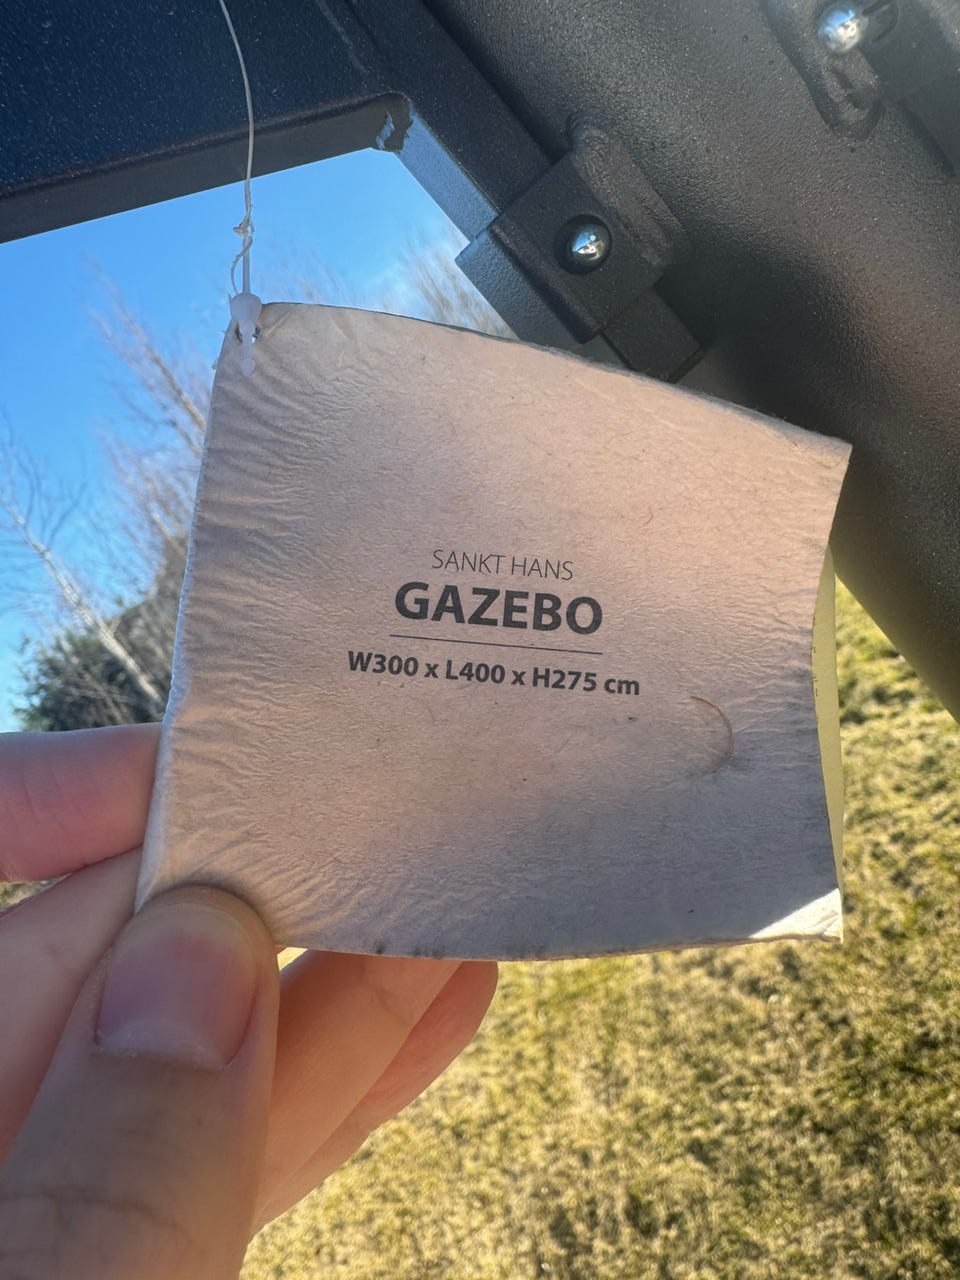 SANKT HANS
GAZEBO
W300 x L400 x H275 cm